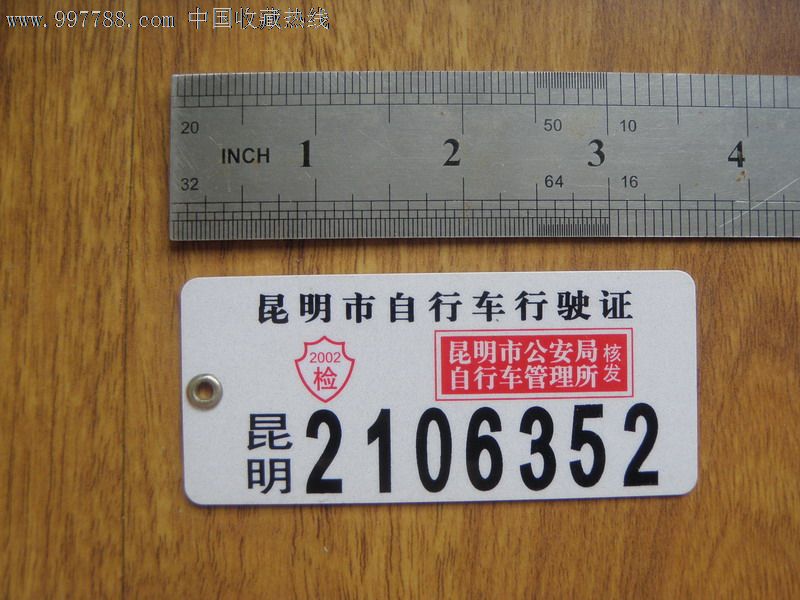 www.997788.com 中国收藏热线
20 50 10
INCH 1 2 3 4
32 64 16
昆明市自行车行驶证
2002
检
昆明市公安局
自行车管理所
核发
昆明
2106352